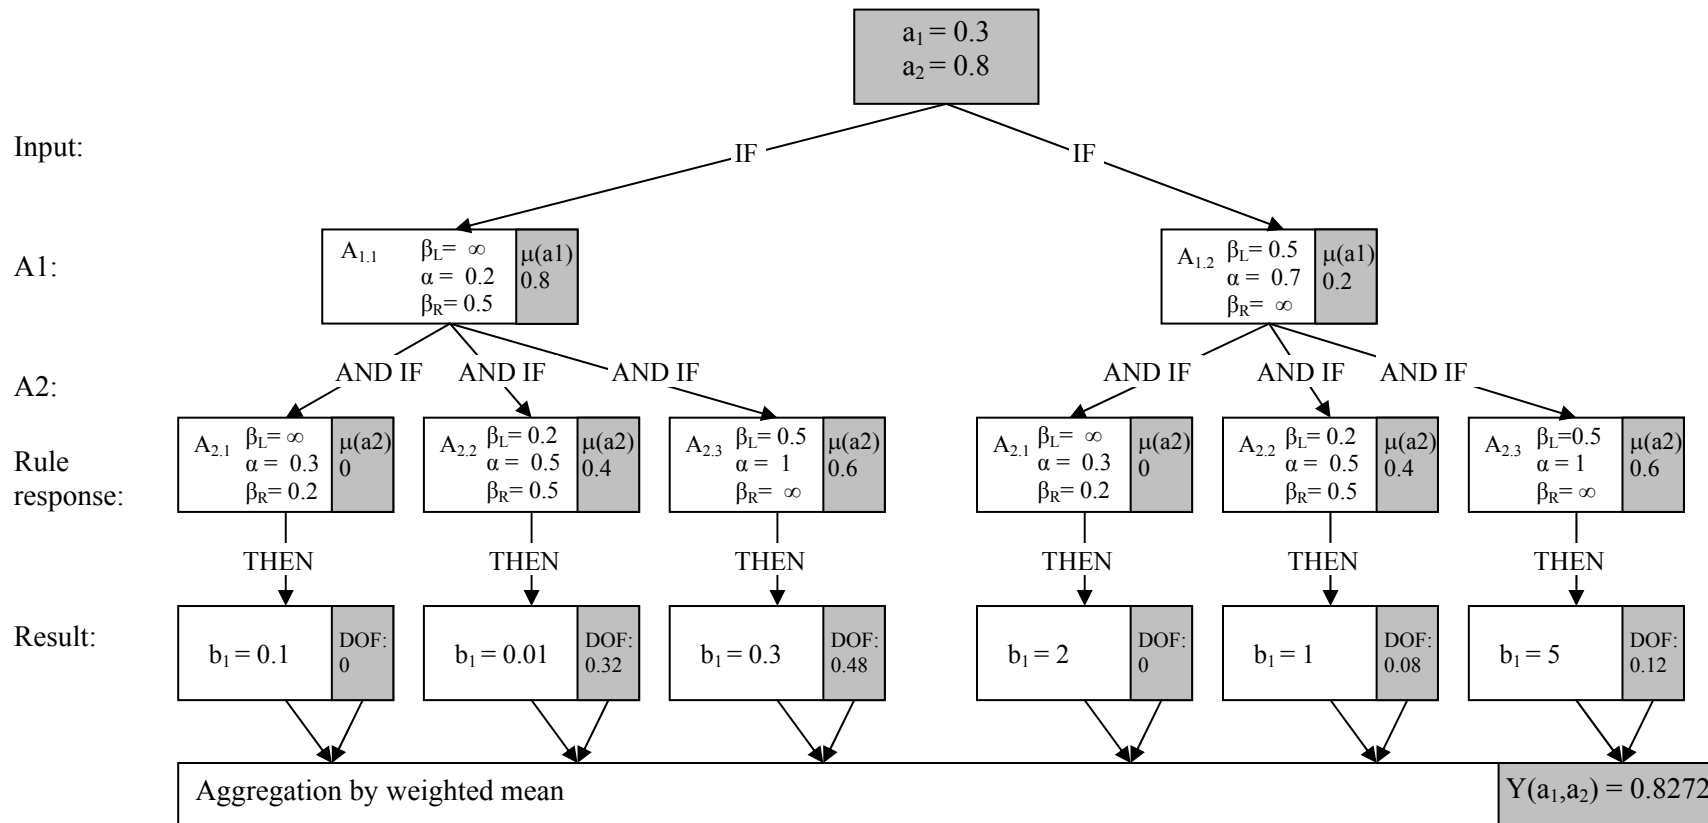 a₁ = 0.3
a₂ = 0.8
Input:
IF
IF
A1:
A₁.₁
β_L= ∞
α = 0.2
β_R= 0.5
μ(a1)
0.8
A₁.₂
β_L= 0.5
α = 0.7
β_R= ∞
μ(a1)
0.2
A2:
AND IF
AND IF
AND IF
AND IF
AND IF
AND IF
Rule
response:
A₂.₁
β_L= ∞
α = 0.3
β_R= 0.2
μ(a2)
0
A₂.₂
β_L= 0.2
α = 0.5
β_R= 0.5
μ(a2)
0.4
A₂.₃
β_L= 0.5
α = 1
β_R= ∞
μ(a2)
0.6
A₂.₁
β_L= ∞
α = 0.3
β_R= 0.2
μ(a2)
0
A₂.₂
β_L= 0.2
α = 0.5
β_R= 0.5
μ(a2)
0.4
A₂.₃
β_L=0.5
α = 1
β_R= ∞
μ(a2)
0.6
THEN
THEN
THEN
THEN
THEN
THEN
Result:
b₁ = 0.1
DOF:
0
b₁ = 0.01
DOF:
0.32
b₁ = 0.3
DOF:
0.48
b₁ = 2
DOF:
0
b₁ = 1
DOF:
0.08
b₁ = 5
DOF:
0.12
Aggregation by weighted mean
Y(a₁,a₂) = 0.8272